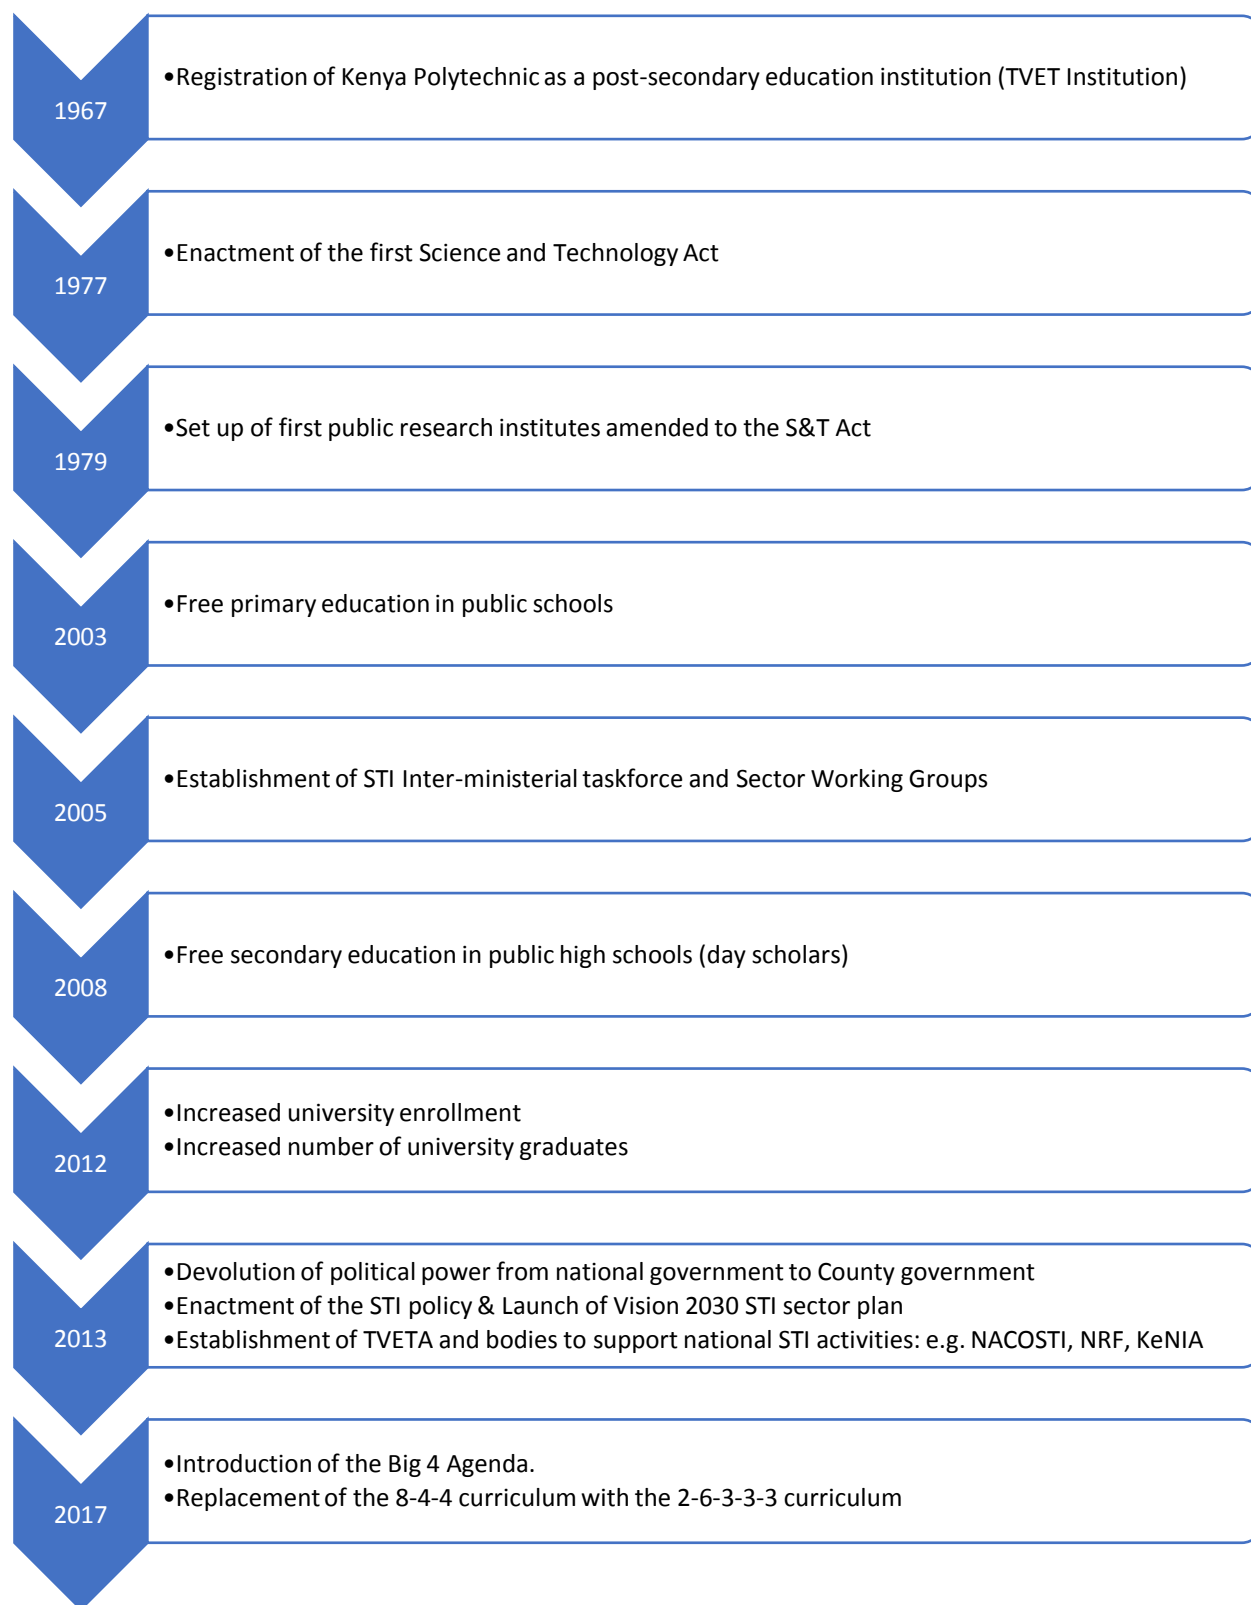 1967
•Registration of Kenya Polytechnic as a post-secondary education institution (TVET Institution)
1977
•Enactment of the first Science and Technology Act
1979
•Set up of first public research institutes amended to the S&T Act
2003
•Free primary education in public schools
2005
•Establishment of STI Inter-ministerial taskforce and Sector Working Groups
2008
•Free secondary education in public high schools (day scholars)
2012
•Increased university enrollment
•Increased number of university graduates
2013
•Devolution of political power from national government to County government
•Enactment of the STI policy & Launch of Vision 2030 STI sector plan
•Establishment of TVETA and bodies to support national STI activities: e.g. NACOSTI, NRF, KeNIA
2017
•Introduction of the Big 4 Agenda.
•Replacement of the 8-4-4 curriculum with the 2-6-3-3-3 curriculum